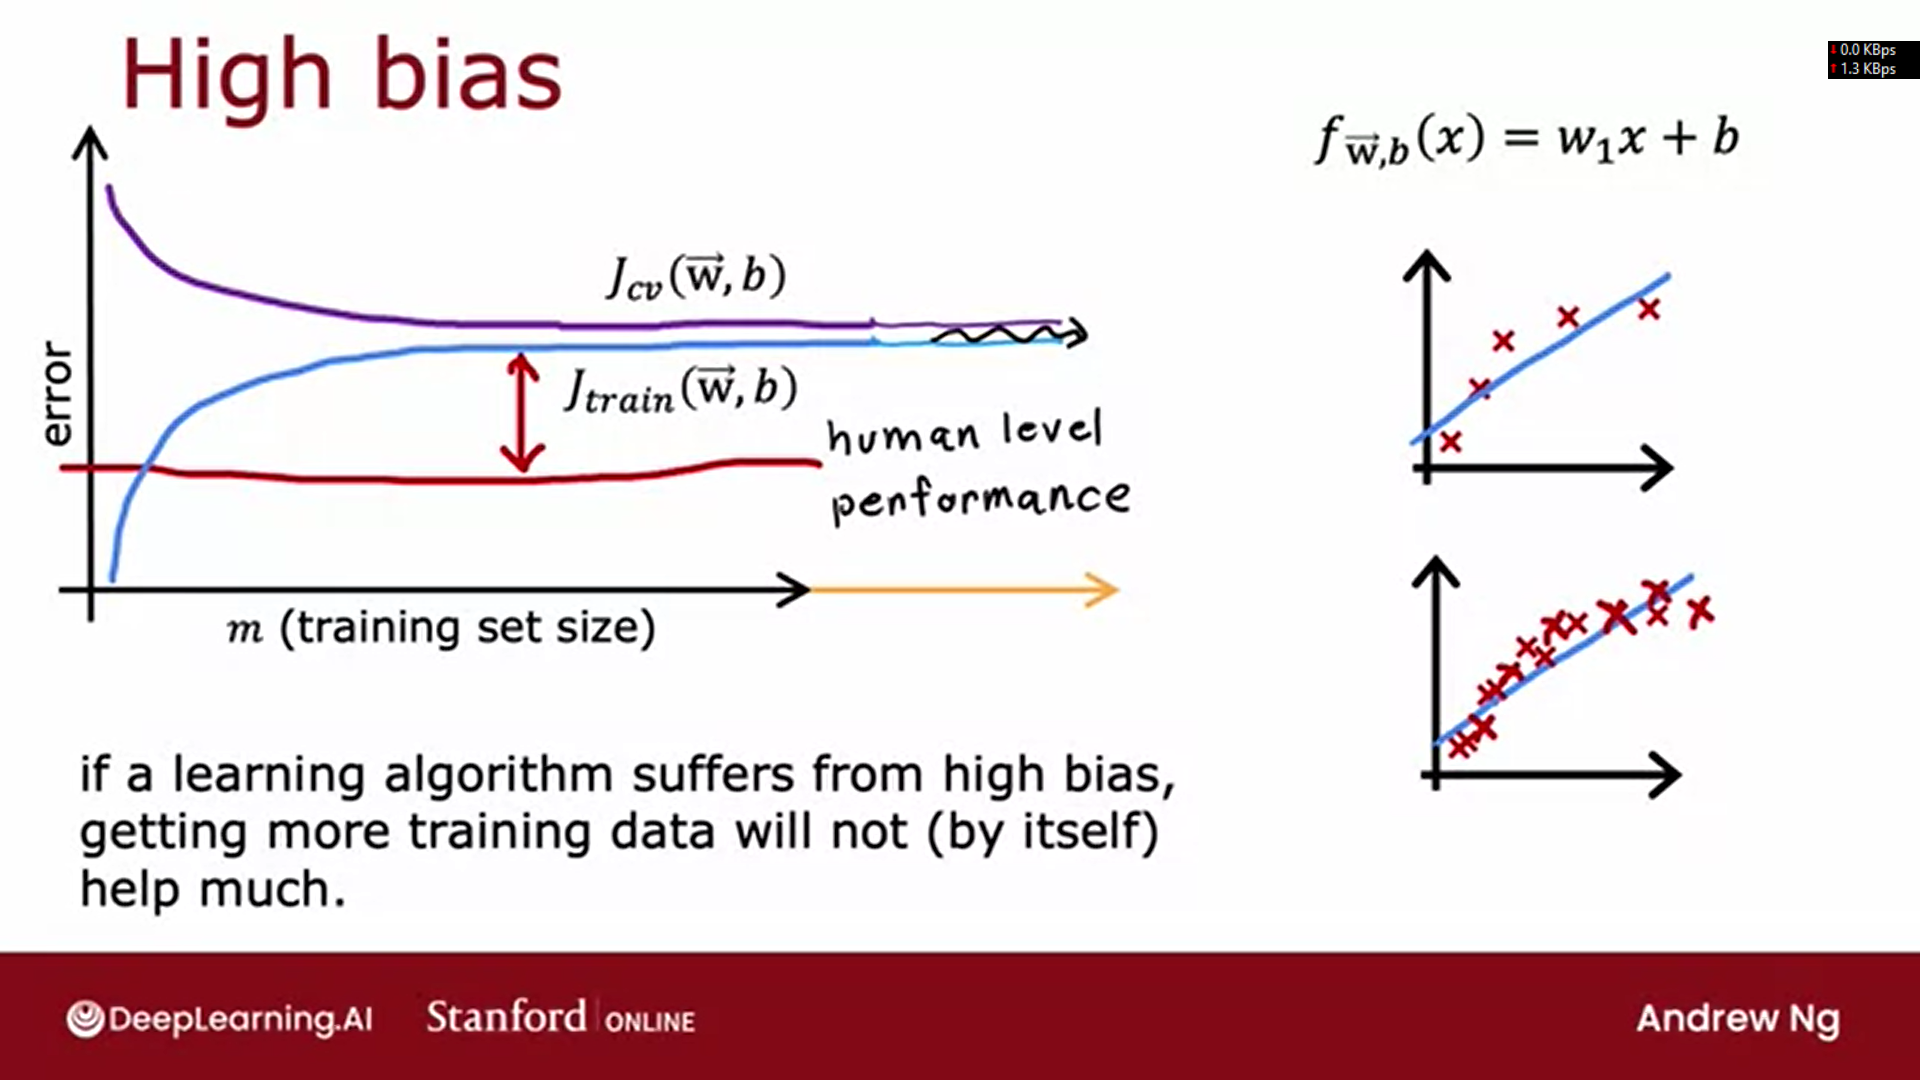 High bias
0.0 KBps
1.3 KBps
f_{\vec{w},b}(x) = w_1x + b
J_{cv}(\vec{w}, b)
J_{train}(\vec{w}, b)
error
human level
performance
m (training set size)
if a learning algorithm suffers from high bias,
getting more training data will not (by itself)
help much.
DeepLearning.AI
Stanford ONLINE
Andrew Ng